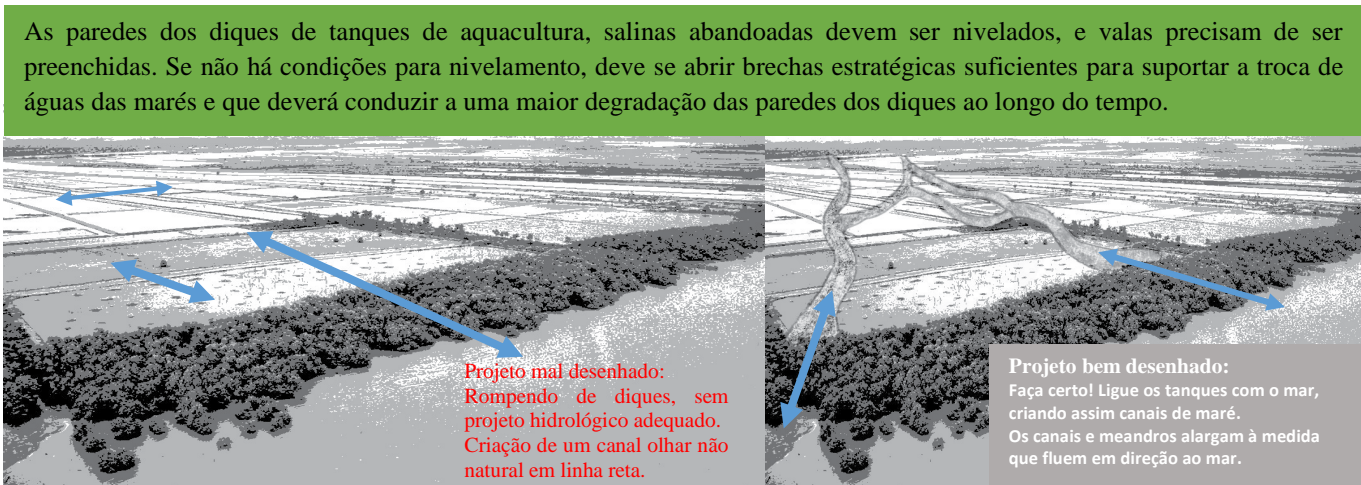 As paredes dos diques de tanques de aquacultura, salinas abandoadas devem ser nivelados, e valas precisam de ser
preenchidas. Se não há condições para nivelamento, deve se abrir brechas estratégicas suficientes para suportar a troca de
águas das marés e que deverá conduzir a uma maior degradação das paredes dos diques ao longo do tempo.
Projeto mal desenhado:
Rompendo de diques, sem
projeto hidrológico adequado.
Criação de um canal olhar não
natural em linha reta.
Projeto bem desenhado:
Faça certo! Ligue os tanques com o mar,
criando assim canais de maré.
Os canais e meandros alargam à medida
que fluem em direção ao mar.